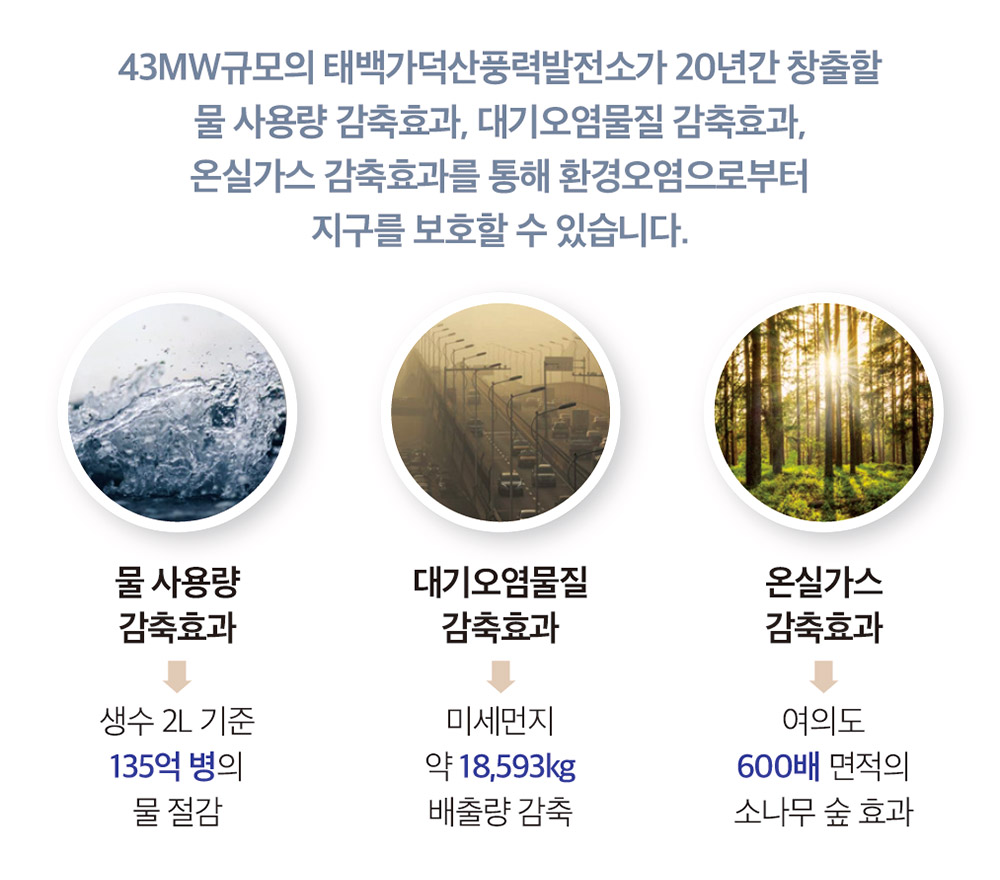 43MW규모의 태백가덕산풍력발전소가 20년간 창출할
물 사용량 감축효과, 대기오염물질 감축효과,
온실가스 감축효과를 통해 환경오염으로부터
지구를 보호할 수 있습니다.
물 사용량
감축효과
생수 2L 기준
135억 병의
물 절감
대기오염물질
감축효과
미세먼지
약 18,593kg
배출량 감축
온실가스
감축효과
여의도
600배 면적의
소나무 숲 효과